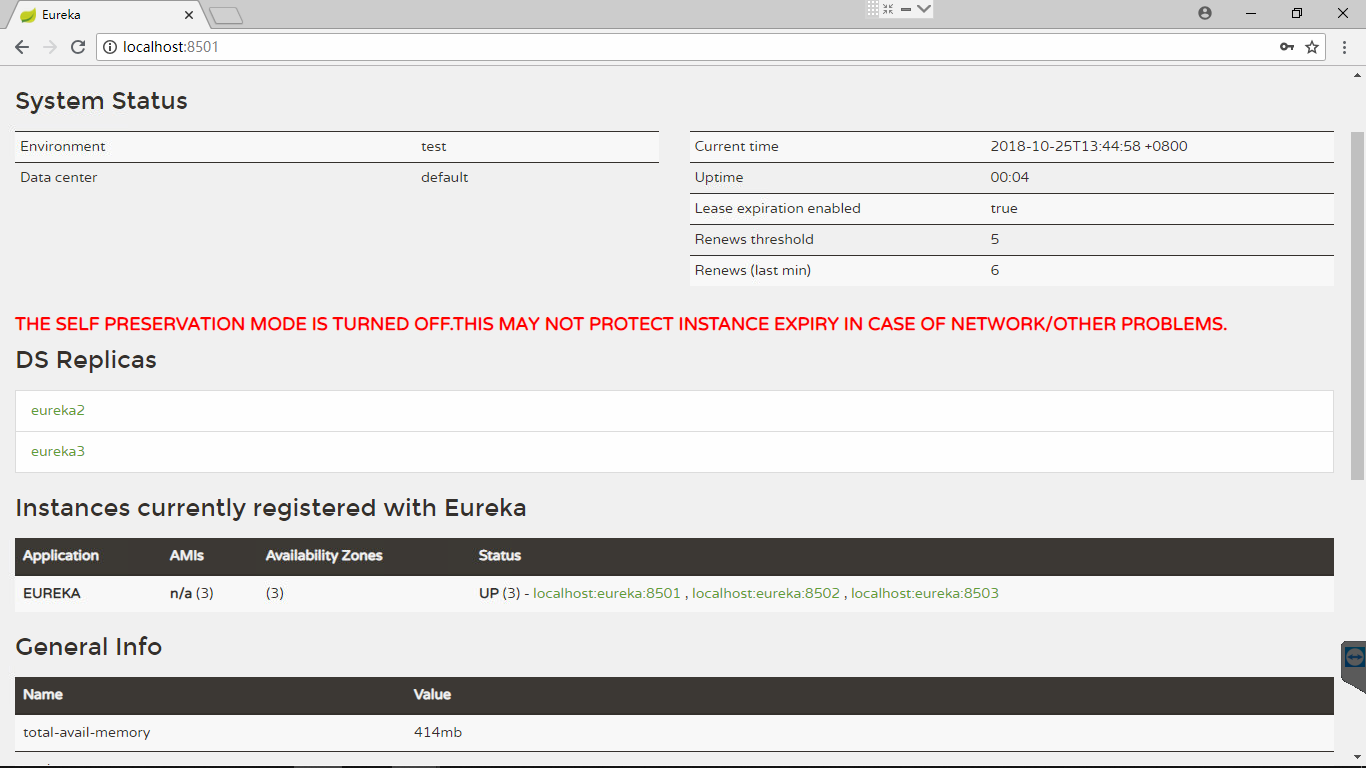 Eureka
localhost:8501
System Status
Environment test
Data center default
Current time 2018-10-25T13:44:58 +0800
Uptime 00:04
Lease expiration enabled true
Renews threshold 5
Renews (last min) 6
THE SELF PRESERVATION MODE IS TURNED OFF.THIS MAY NOT PROTECT INSTANCE EXPIRY IN CASE OF NETWORK/OTHER PROBLEMS.
DS Replicas
eureka2
eureka3
Instances currently registered with Eureka
Application AMIs Availability Zones Status
EUREKA n/a (3) (3) UP (3) - localhost:eureka:8501 , localhost:eureka:8502 , localhost:eureka:8503
General Info
Name Value
total-avail-memory 414mb